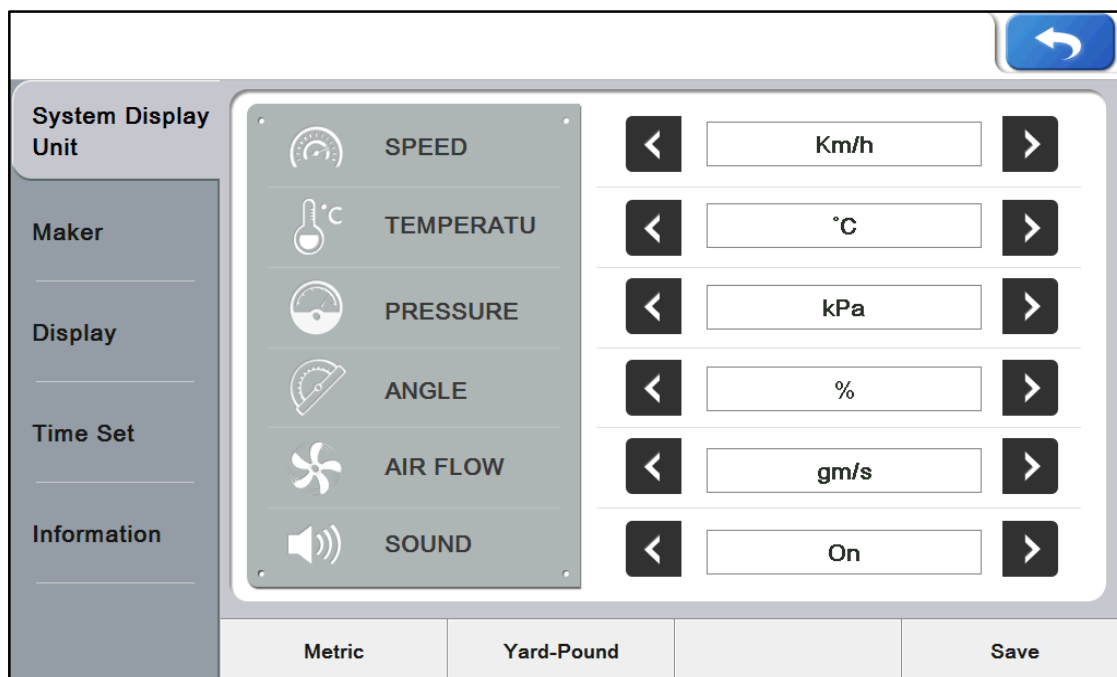 System Display
Unit
Maker
Display
Time Set
Information
°C
SPEED
Km/h
TEMPERATU
°C
PRESSURE
kPa
ANGLE
%
AIR FLOW
gm/s
SOUND
On
Metric
Yard-Pound
Save